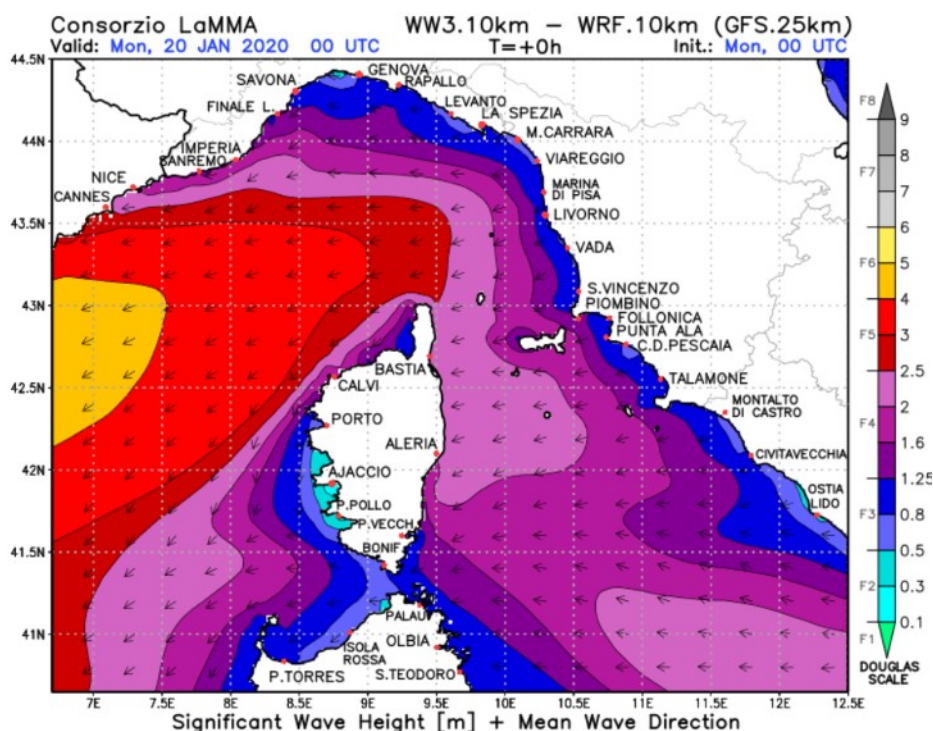 Consorzio LaMMA WW3.10km – WRF.10km (GFS.25km)
Valid: Mon, 20 JAN 2020 00 UTC T=+0h Init.: Mon, 00 UTC
44.5N
44N
43.5N
43N
42.5N
42N
41.5N
41N
GENOVA
SAVONA
RAPALLO
FINALE L.
LEVANTO
LA SPEZIA
M.CARRARA
IMPERIA
SANREMO
VIAREGGIO
NICE
MARINA
DI PISA
CANNES
LIVORNO
VADA
S.VINCENZO
PIOMBINO
FOLLONICA
PUNTA ALA
C.D.PESCAIA
BASTIA
CALVI
TALAMONE
MONTALTO
DI CASTRO
PORTO
ALERIA
CIVITAVECCHIA
AJACCIO
OSTIA
LIDO
P.POLLO
P.VECCH
BONIF
PALAU
OLBIA
ISOLA
ROSSA
P.TORRES
S.TEODORO
7E 7.5E 8E 8.5E 9E 9.5E 10E 10.5E 11E 11.5E 12E 12.5E
Significant Wave Height [m] + Mean Wave Direction
F8
9
8
F7
7
6
F6
5
4
F5
3
2.5
2
F4
1.6
1.25
F3
0.8
0.5
F2
0.3
0.1
F1
DOUGLAS
SCALE